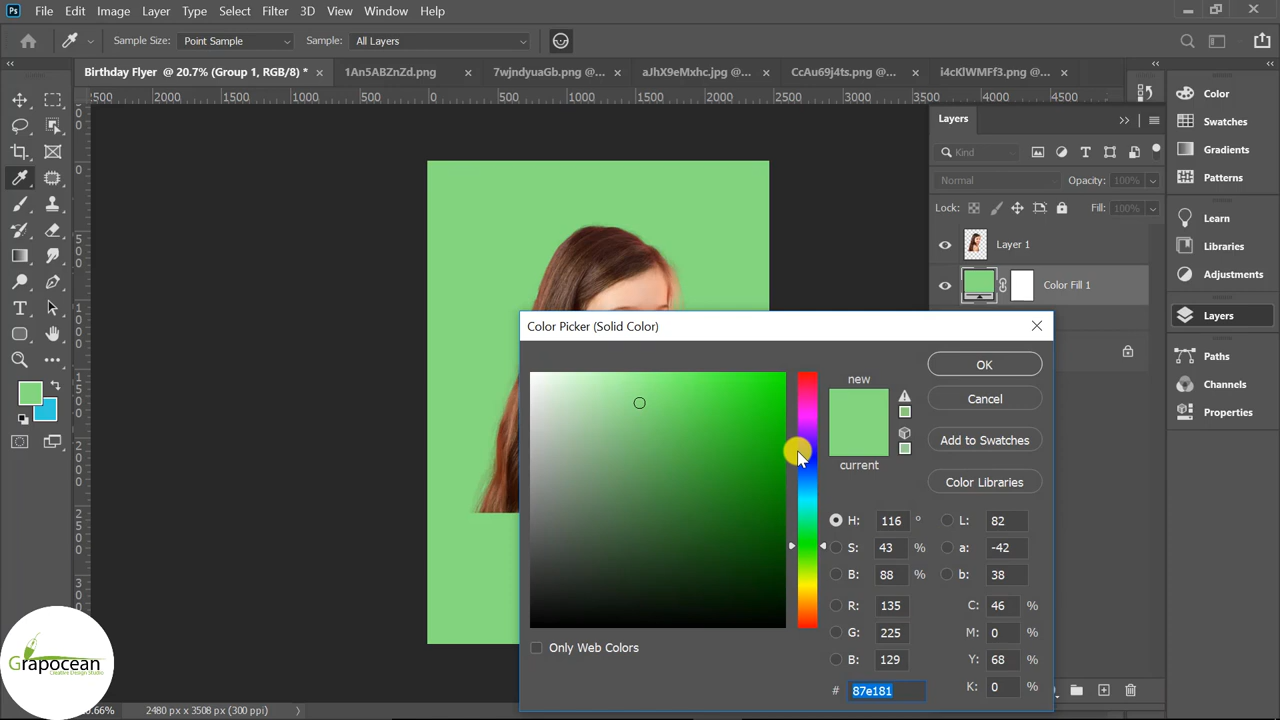 Ps File Edit Image Layer Type Select Filter 3D View Window Help
Sample Size: Point Sample Sample: All Layers
Birthday Flyer @ 20.7% (Group 1, RGB/8) * × 1An5ABZnZd.png × 7wjndyuaGb.png @... × aJhX9eMxhc.jpg @... × CcAu69j4ts.png @... × i4cKlWMFf3.png @... ×
2500 2000 1500 1000 500 0 500 1000 1500 2000 2500 3000 3500 4000 4500
Layers
Kind
Normal Opacity: 100%
Lock: Fill: 100%
Layer 1
Color Fill 1
Color
Swatches
Gradients
Patterns
Learn
Libraries
Adjustments
Layers
Paths
Channels
Properties
Color Picker (Solid Color)
new
current
OK
Cancel
Add to Swatches
Color Libraries
H: 116 ° L: 82
S: 43 % a: -42
B: 88 % b: 38
R: 135 C: 46 %
G: 225 M: 0 %
B: 129 Y: 68 %
# 87e181 K: 0 %
Only Web Colors
Grapocean
Creative Design Studio
2480 px x 3508 px (300 ppi)